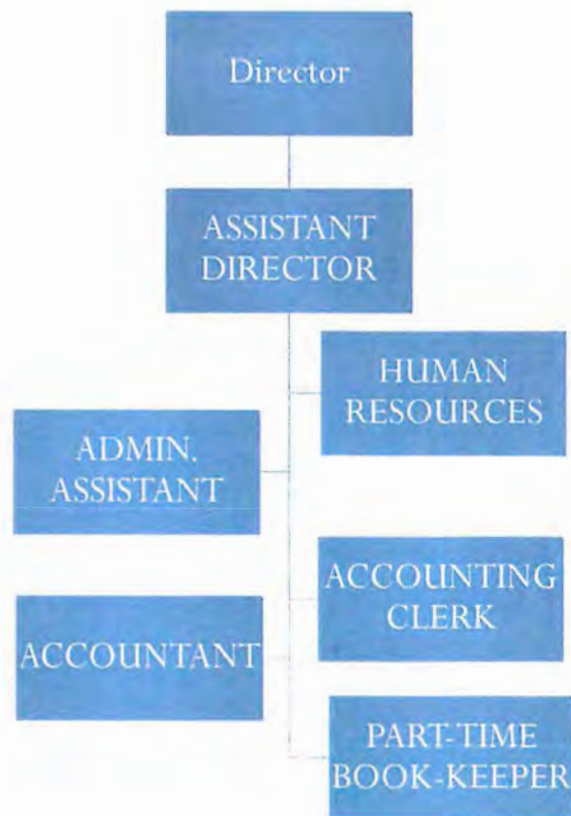 Director
ASSISTANT
DIRECTOR
HUMAN
RESOURCES
ADMIN.
ASSISTANT
ACCOUNTING
CLERK
ACCOUNTANT
PART-TIME
BOOK-KEEPER